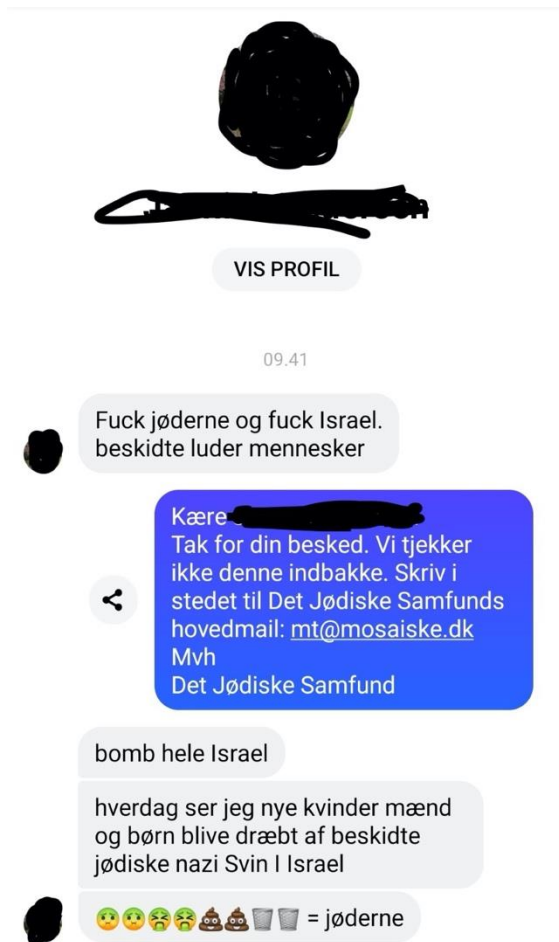 VIS PROFIL
09.41
Fuck jøderne og fuck Israel.
beskidte luder mennesker
Kære
Tak for din besked. Vi tjekker
ikke denne indbakke. Skriv i
stedet til Det Jødiske Samfunds
hovedmail: mt@mosaiske.dk
Mvh
Det Jødiske Samfund
bomb hele Israel
hverdag ser jeg nye kvinder mænd
og børn blive dræbt af beskidte
jødiske nazi Svin I Israel
🤢🤢🤮🤮💩💩🗑️🗑️ = jøderne